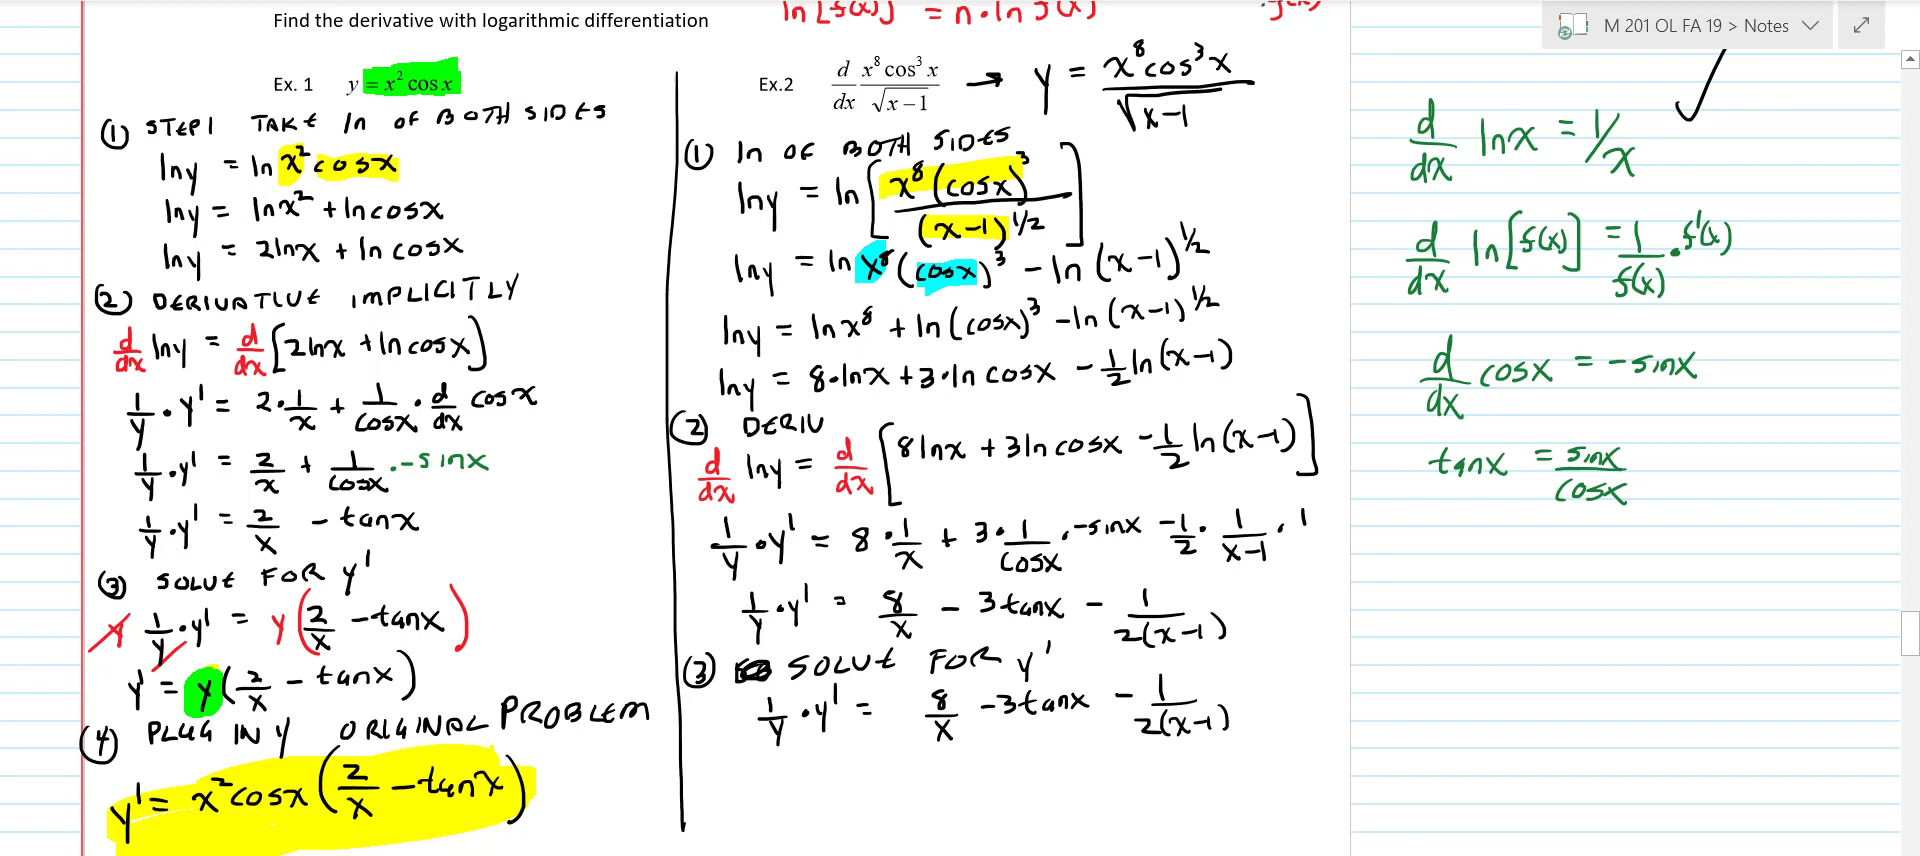 Find the derivative with logarithmic differentiation
ln [f(x)] = n·ln f(x)
M 201 OL FA 19 > Notes
Ex. 1 y = x² cos x
① STEP1 TAKE ln OF BOTH SIDES
lny = ln x² cosx
lny = lnx² + lncosx
lny = 2lnx + ln cosx
② DERIVATIVE IMPLICITLY
d/dx lny = d/dx [2lnx + lncosx]
1/y · y' = 2·1/x + 1/cosx · d/dx cosx
1/y · y' = 2/x + 1/cosx · -sinx
1/y · y' = 2/x - tanx
③ SOLVE FOR y'
y 1/y · y' = y(2/x - tanx)
y' = y(2/x - tanx)
④ PLUG IN y ORIGINAL PROBLEM
y' = x²cosx(2/x - tanx)
Ex.2 d/dx x⁸ cos³ x / √(x-1) → y = x⁸cos³x / √(x-1)
① ln OF BOTH SIDES
lny = ln [x⁸(cosx)³ / (x-1)^1/2]
lny = ln x⁸(cosx)³ - ln(x-1)^1/2
lny = lnx⁸ + ln(cosx)³ - ln(x-1)^1/2
lny = 8·lnx + 3·ln cosx - 1/2 ln(x-1)
② DERIV
d/dx lny = d/dx [8lnx + 3ln cosx - 1/2 ln(x-1)]
1/y · y' = 8·1/x + 3·1/cosx · -sinx - 1/2 · 1/(x-1) · 1
1/y · y' = 8/x - 3tanx - 1/2(x-1)
③ SOLVE FOR y'
1/y · y' = 8/x - 3tanx - 1/2(x-1)
d/dx lnx = 1/x
d/dx ln[f(x)] = 1/f(x) · f'(x)
d/dx cosx = -sinx
tanx = sinx/cosx